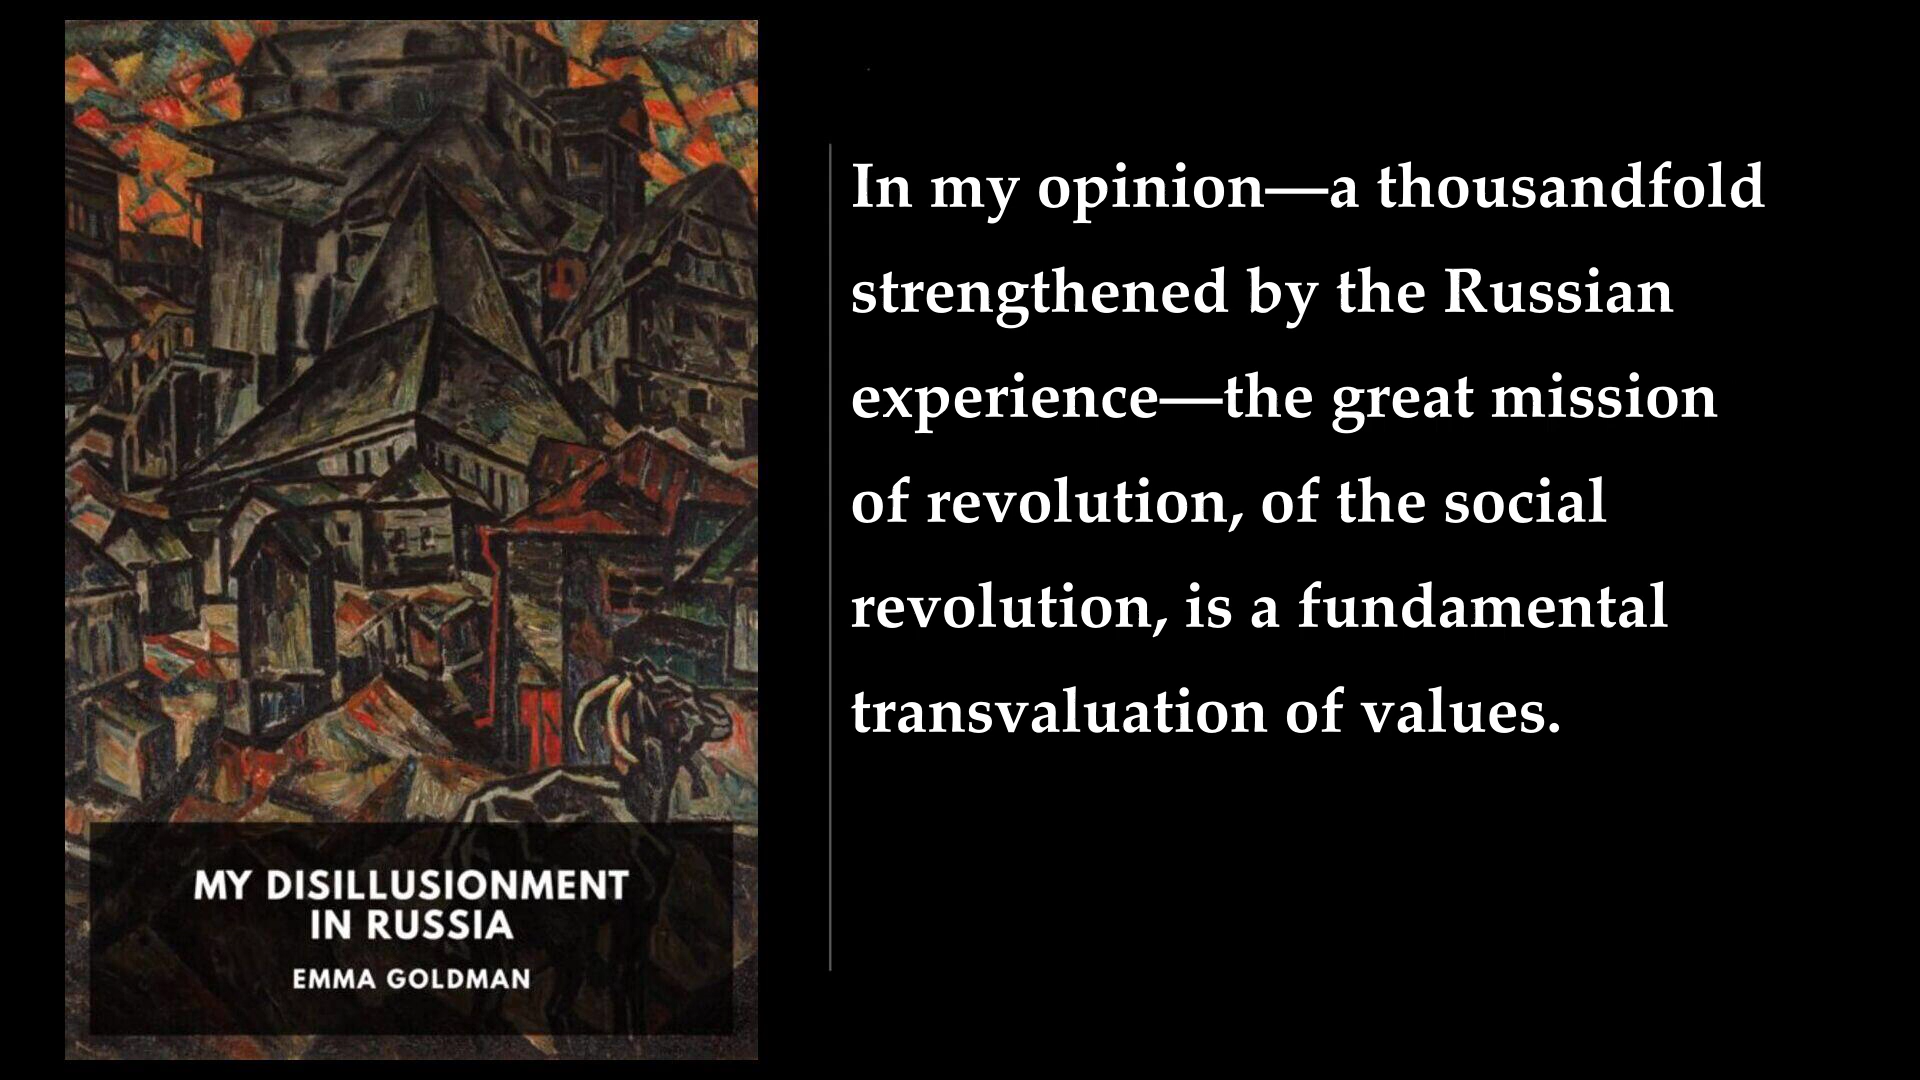 MY DISILLUSIONMENT
IN RUSSIA
EMMA GOLDMAN
In my opinion—a thousandfold
strengthened by the Russian
experience—the great mission
of revolution, of the social
revolution, is a fundamental
transvaluation of values.